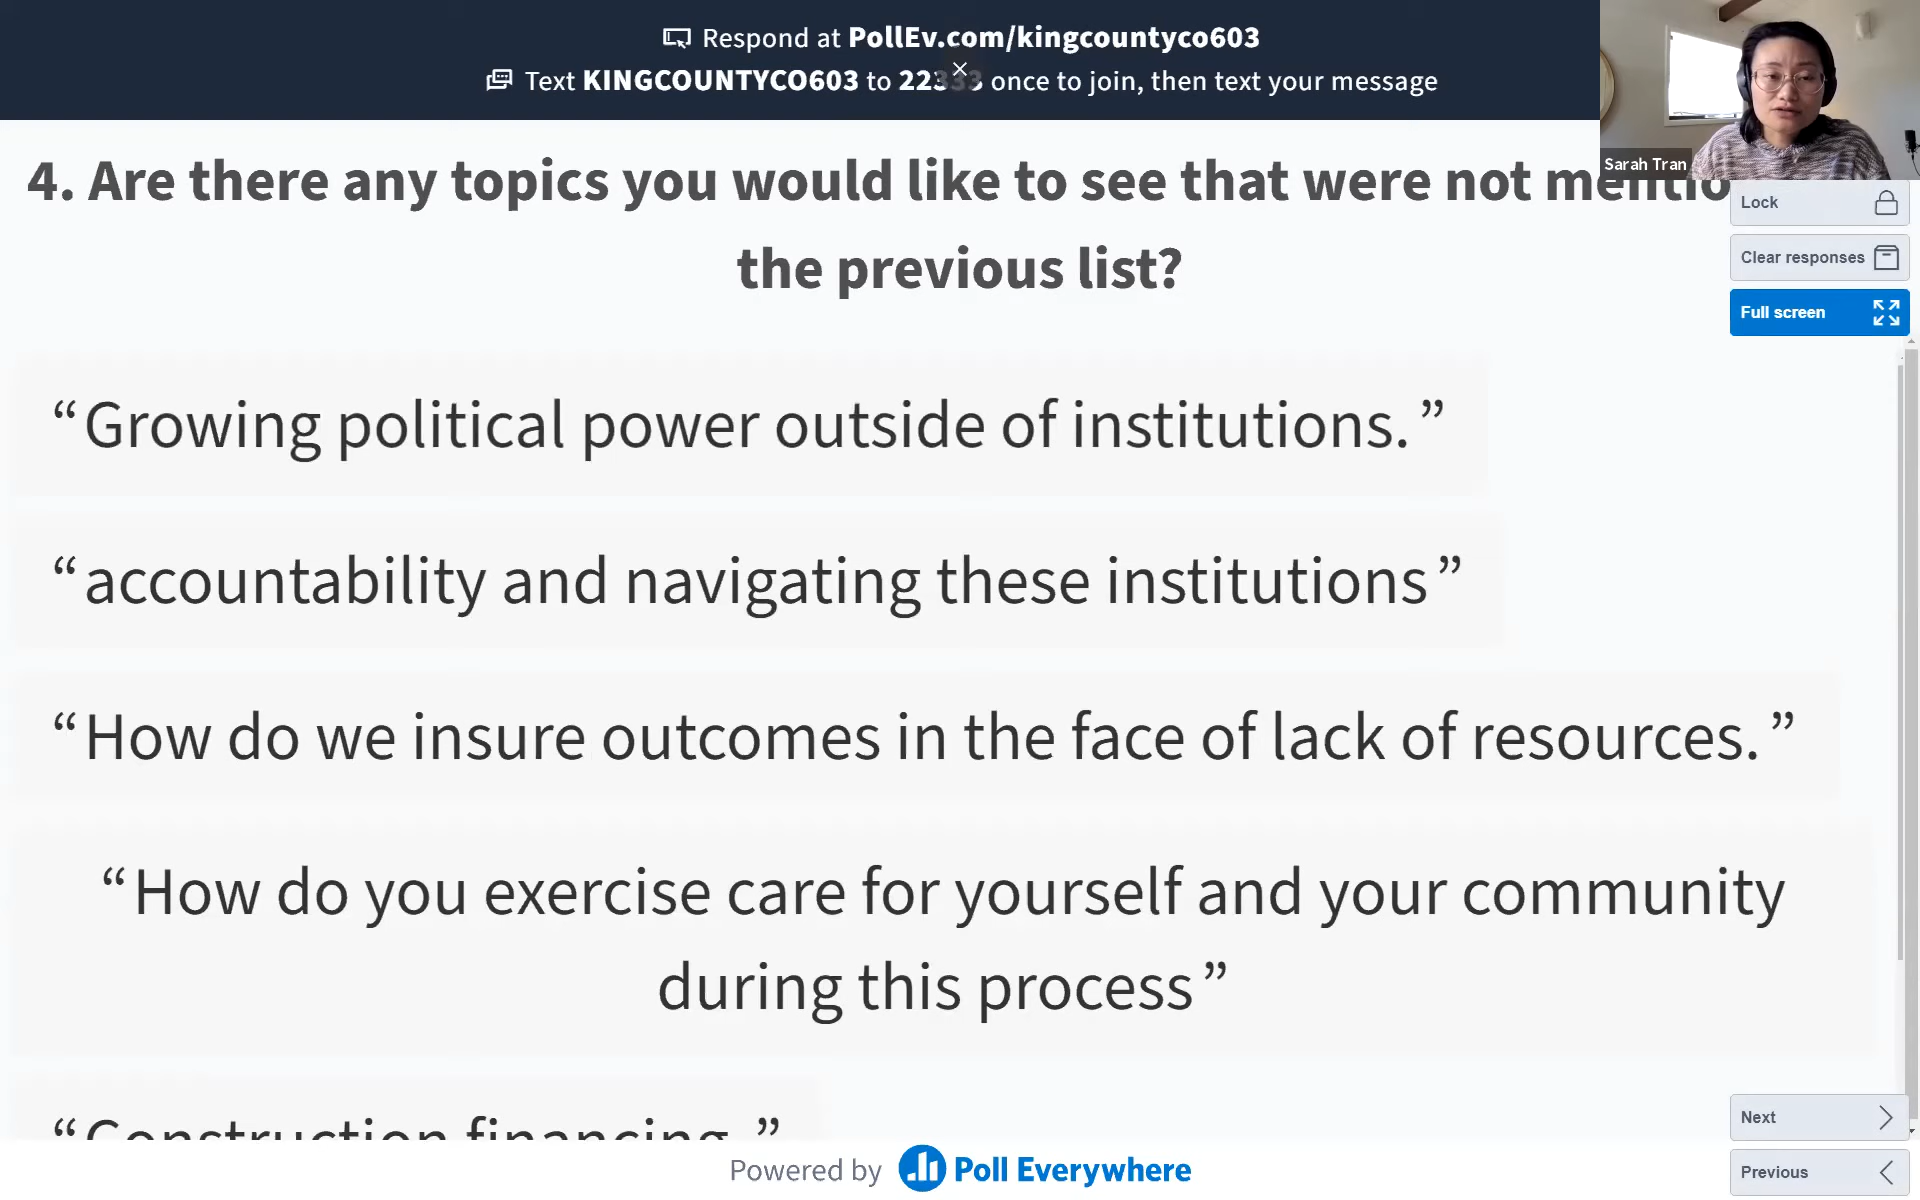 Respond at PollEv.com/kingcountyco603
Text KINGCOUNTYCO603 to 22333 once to join, then text your message
Sarah Tran
4. Are there any topics you would like to see that were not
the previous list?
Lock
Clear responses
Full screen
“Growing political power outside of institutions.”
“accountability and navigating these institutions”
“How do we insure outcomes in the face of lack of resources.”
“How do you exercise care for yourself and your community
during this process”
“Construction financing.”
Next
Previous
Powered by Poll Everywhere